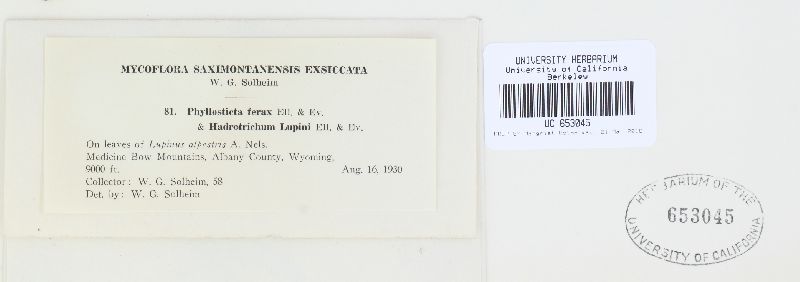 MYCOFLORA SAXIMONTANENSIS EXSICCATA
W. G. Solheim
81. Phyllosticta ferax Ell. & Ev.
& Hadrotrichum Lupini Ell. & Ev.
On leaves of Lupinus alpestris A. Nels.
Medicine Bow Mountains, Albany County, Wyoming,
9000 ft. Aug. 16, 1930
Collector: W. G. Solheim, 58
Det. by: W. G. Solheim
UNIVERSITY HERBARIUM
University of California
Berkeley
UC 653045
HERBARIUM OF THE
653045
UNIVERSITY OF CALIFORNIA